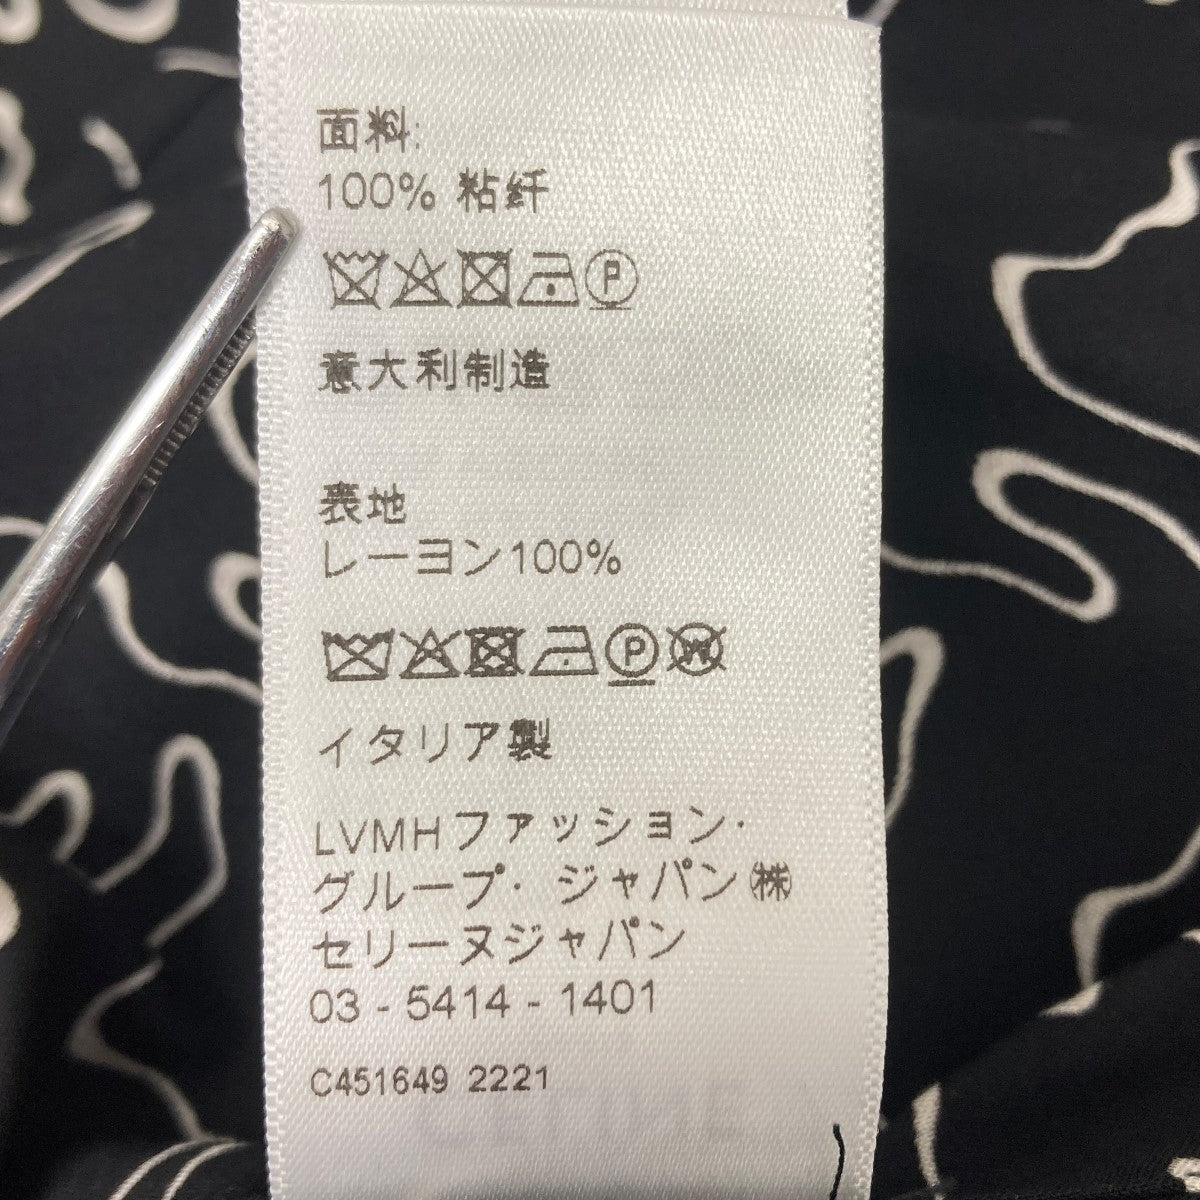 面料:
100% 粘纤
P
意大利制造
表地
レーヨン100%
P W
イタリア製
LVMHファッション·
グループ· ジャパン㈱
セリーヌジャパン
03 - 5414 - 1401
C451649 2221